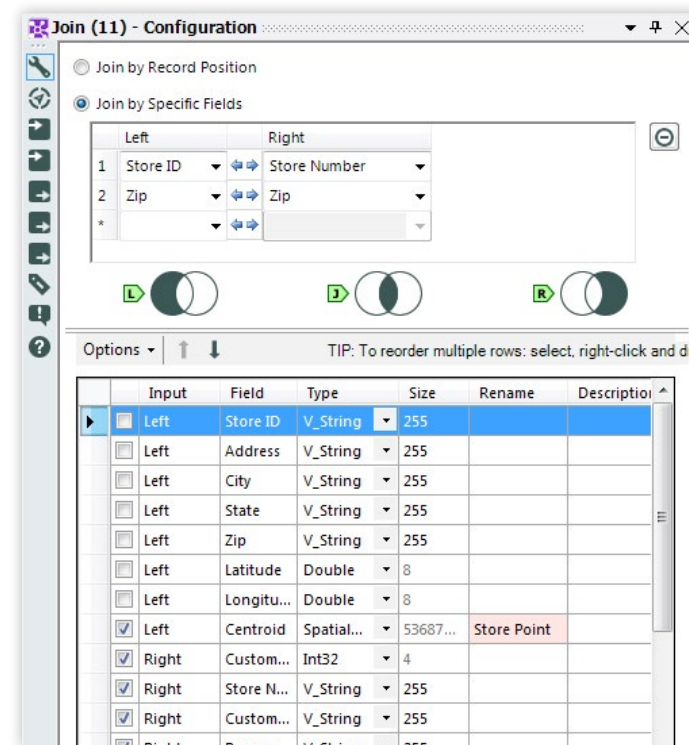 Join (11) - Configuration
Join by Record Position
Join by Specific Fields
Left Right
1 Store ID Store Number
2 Zip Zip
*
L J R
Options TIP: To reorder multiple rows: select, right-click and d
Input Field Type Size Rename Description
Left Store ID V_String 255
Left Address V_String 255
Left City V_String 255
Left State V_String 255
Left Zip V_String 255
Left Latitude Double 8
Left Longitu... Double 8
Left Centroid Spatial... 53687... Store Point
Right Custom... Int32 4
Right Store N... V_String 255
Right Custom... V_String 255